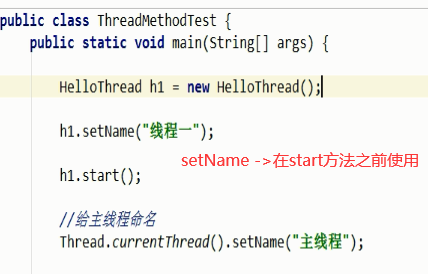 public class ThreadMethodTest {
public static void main(String[] args) {
HelloThread h1 = new HelloThread();
h1.setName("线程一");
setName ->在start方法之前使用
h1.start();
//给主线程命名
Thread.currentThread().setName("主线程");